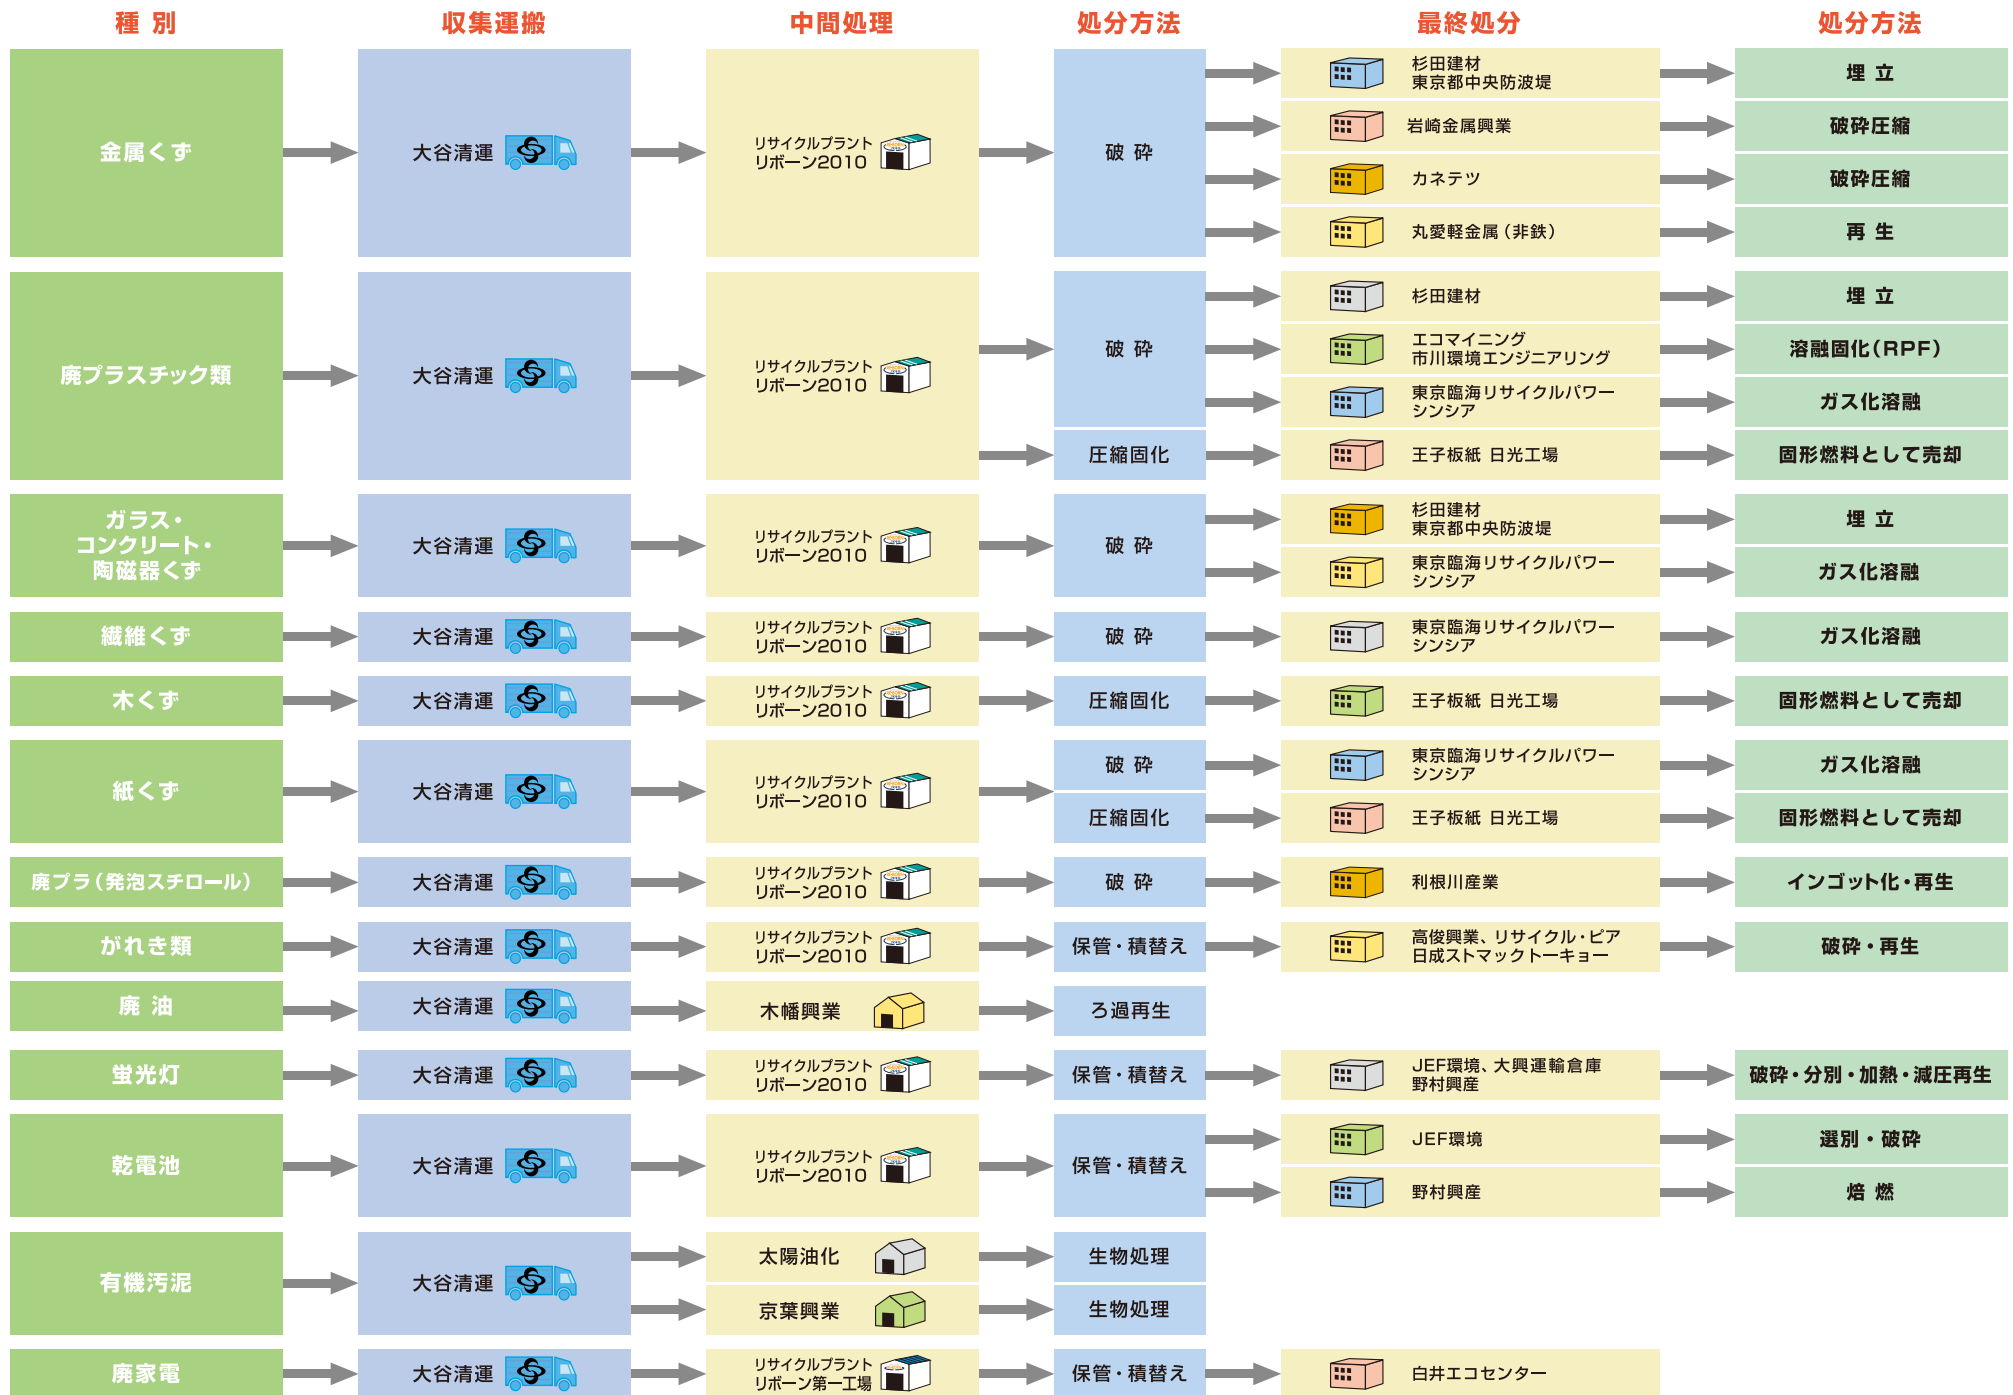 種 別
収集運搬
中間処理
処分方法
最終処分
処分方法
金属くず
大谷清運
リサイクルプラント
リボーン2010
破 砕
杉田建材
東京都中央防波堤
埋 立
岩崎金属興業
破砕圧縮
カネテツ
破砕圧縮
丸愛軽金属（非鉄）
再 生
廃プラスチック類
大谷清運
リサイクルプラント
リボーン2010
破 砕
杉田建材
埋 立
エコマイニング
市川環境エンジニアリング
溶融固化（RPF）
東京臨海リサイクルパワー
シンシア
ガス化溶融
圧縮固化
王子板紙 日光工場
固形燃料として売却
ガラス・
コンクリート・
陶磁器くず
大谷清運
リサイクルプラント
リボーン2010
破 砕
杉田建材
東京都中央防波堤
埋 立
東京臨海リサイクルパワー
シンシア
ガス化溶融
繊維くず
大谷清運
リサイクルプラント
リボーン2010
破 砕
東京臨海リサイクルパワー
シンシア
ガス化溶融
木くず
大谷清運
リサイクルプラント
リボーン2010
圧縮固化
王子板紙 日光工場
固形燃料として売却
紙くず
大谷清運
リサイクルプラント
リボーン2010
破 砕
東京臨海リサイクルパワー
シンシア
ガス化溶融
圧縮固化
王子板紙 日光工場
固形燃料として売却
廃プラ（発泡スチロール）
大谷清運
リサイクルプラント
リボーン2010
破 砕
利根川産業
インゴット化・再生
がれき類
大谷清運
リサイクルプラント
リボーン2010
保管・積替え
高俊興業、リサイクル・ピア
日成ストマックトーキョー
破砕・再生
廃 油
大谷清運
木幡興業
ろ過再生
蛍光灯
大谷清運
リサイクルプラント
リボーン2010
保管・積替え
JEF環境、大興運輸倉庫
野村興産
破砕・分別・加熱・減圧再生
乾電池
大谷清運
リサイクルプラント
リボーン2010
保管・積替え
JEF環境
選別・破砕
野村興産
焙 燃
有機汚泥
大谷清運
太陽油化
生物処理
京葉興業
生物処理
廃家電
大谷清運
リサイクルプラント
リボーン第一工場
保管・積替え
白井エコセンター